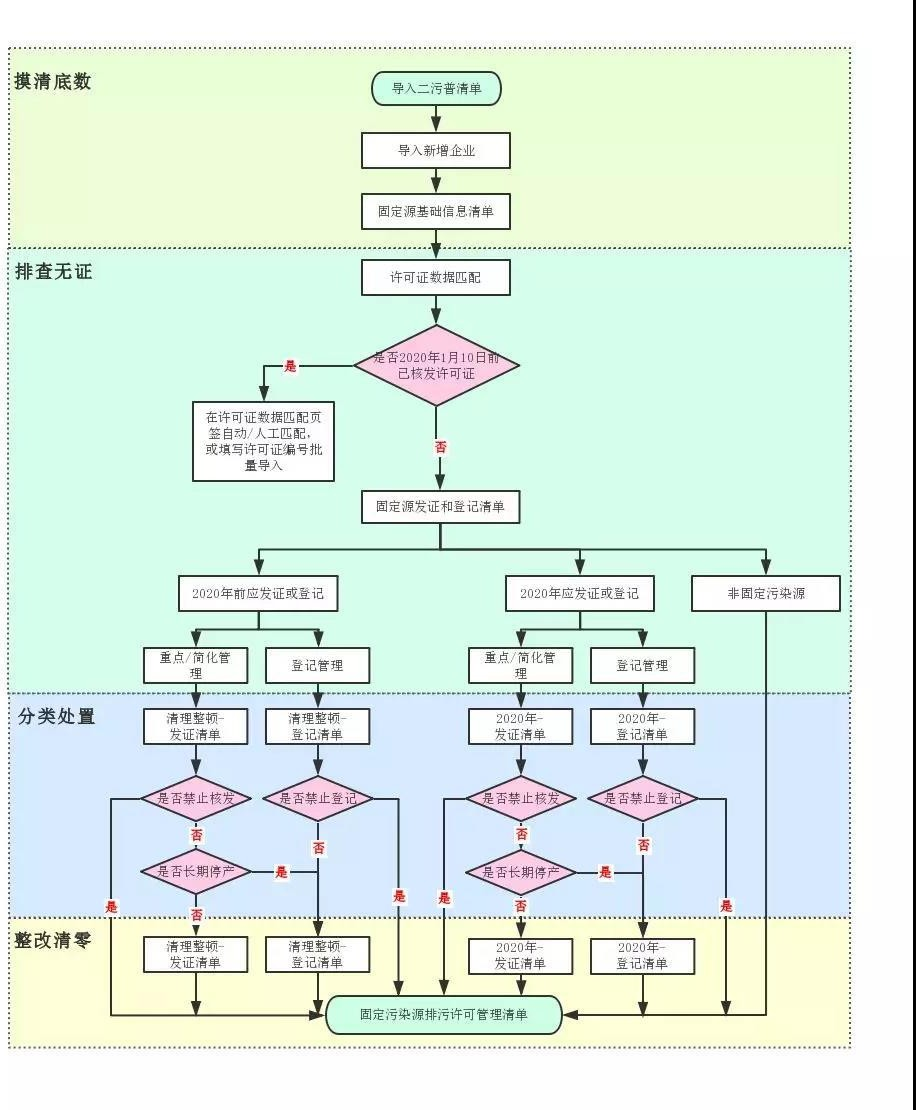 摸清底数
导入二污普清单
导入新增企业
固定源基础信息清单
排查无证
许可证数据匹配
是否2020年1月10日前
已核发许可证
是
在许可证数据匹配页
签自动/人工匹配，
或填写许可证编号批
量导入
否
固定源发证和登记清单
2020年前应发证或登记
2020年应发证或登记
非固定污染源
重点/简化管
理
登记管理
重点/简化管
理
登记管理
分类处置
清理整顿-
发证清单
清理整顿-
登记清单
2020年-
发证清单
2020年-
登记清单
是否禁止核发
是否禁止登记
是否禁止核发
是否禁止登记
否
否
否
否
是否长期停产
是
是否长期停产
是
是
否
是
是
否
是
整改清零
清理整顿-
发证清单
清理整顿-
登记清单
2020年-
发证清单
2020年-
登记清单
固定污染源排污许可管理清单